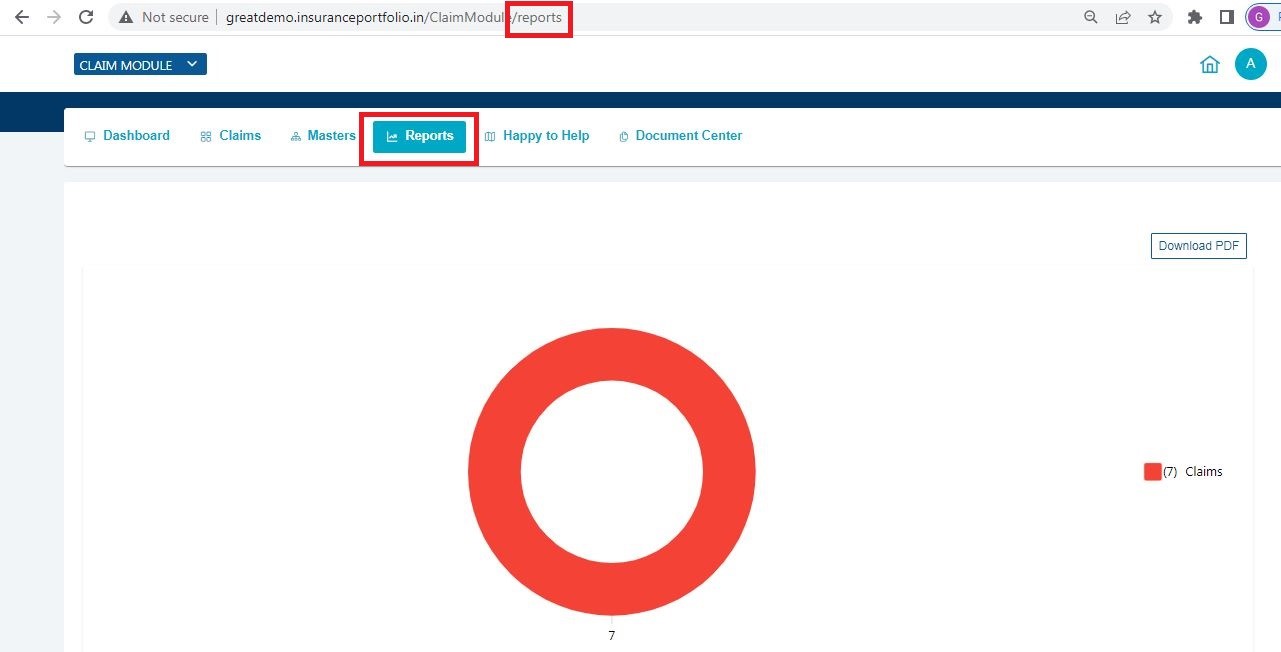 Not secure greatdemo.insuranceportfolio.in/ClaimModule/reports G
CLAIM MODULE A
Dashboard Claims Masters Reports Happy to Help Document Center
Download PDF
(7) Claims
7